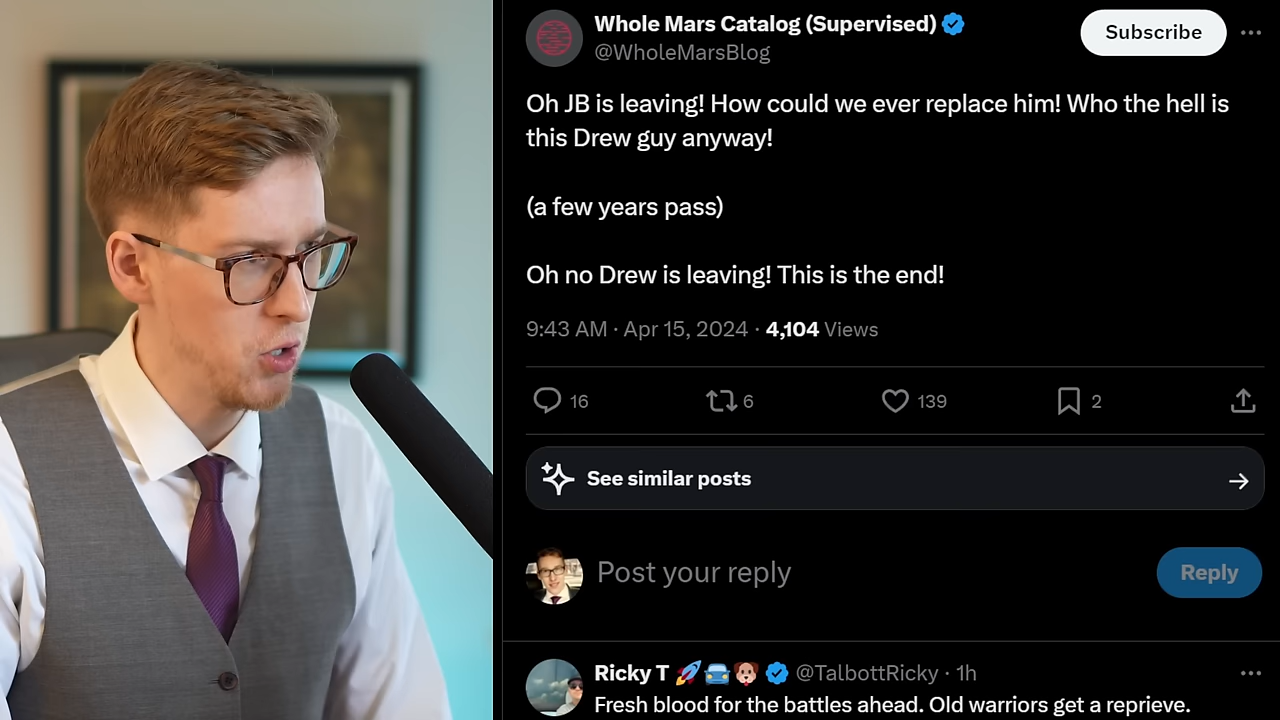 Whole Mars Catalog (Supervised)
@WholeMarsBlog
Subscribe
Oh JB is leaving! How could we ever replace him! Who the hell is
this Drew guy anyway!
(a few years pass)
Oh no Drew is leaving! This is the end!
9:43 AM · Apr 15, 2024 · 4,104 Views
16 6 139 2
See similar posts
Post your reply
Reply
Ricky T 🚀🚘🐶 @TalbottRicky · 1h
Fresh blood for the battles ahead. Old warriors get a reprieve.